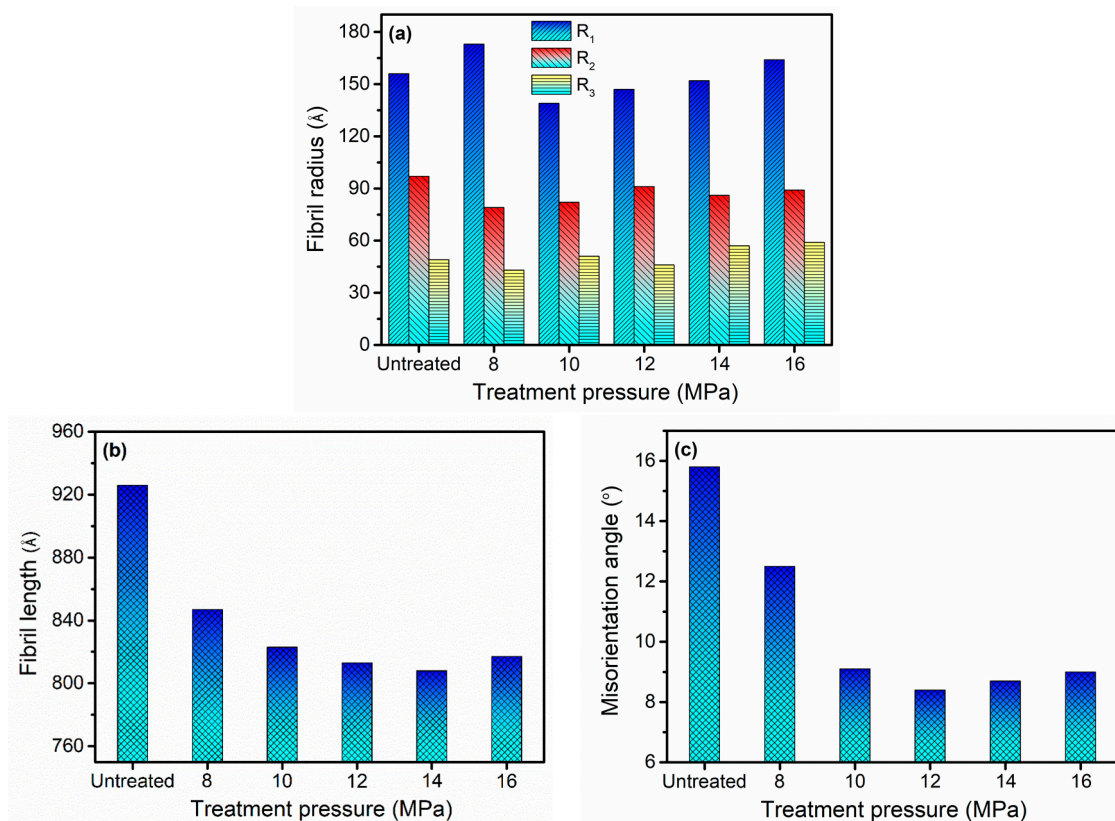 (a)
R1
R2
R3
180
150
120
90
60
30
0
Fibril radius (Å)
Untreated 8 10 12 14 16
Treatment pressure (MPa)
(b)
960
920
880
840
800
760
Fibril length (Å)
Untreated 8 10 12 14 16
Treatment pressure (MPa)
(c)
16
14
12
10
8
6
Misorientation angle (°)
Untreated 8 10 12 14 16
Treatment pressure (MPa)